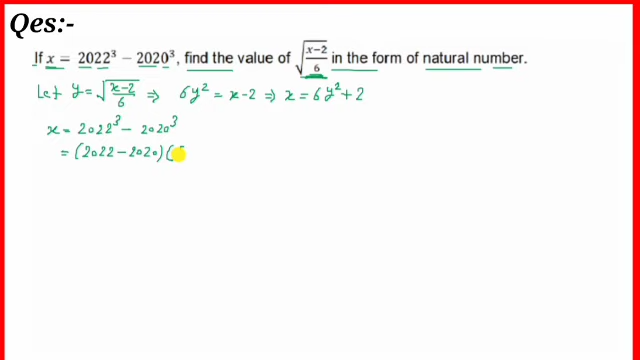 Qes:-
If x = 2022³ − 2020³, find the value of √((x−2)/6) in the form of natural number.
Let y = √((x−2)/6) ⇒ 6y² = x − 2 ⇒ x = 6y² + 2
x = 2022³ − 2020³
= (2022 − 2020) (